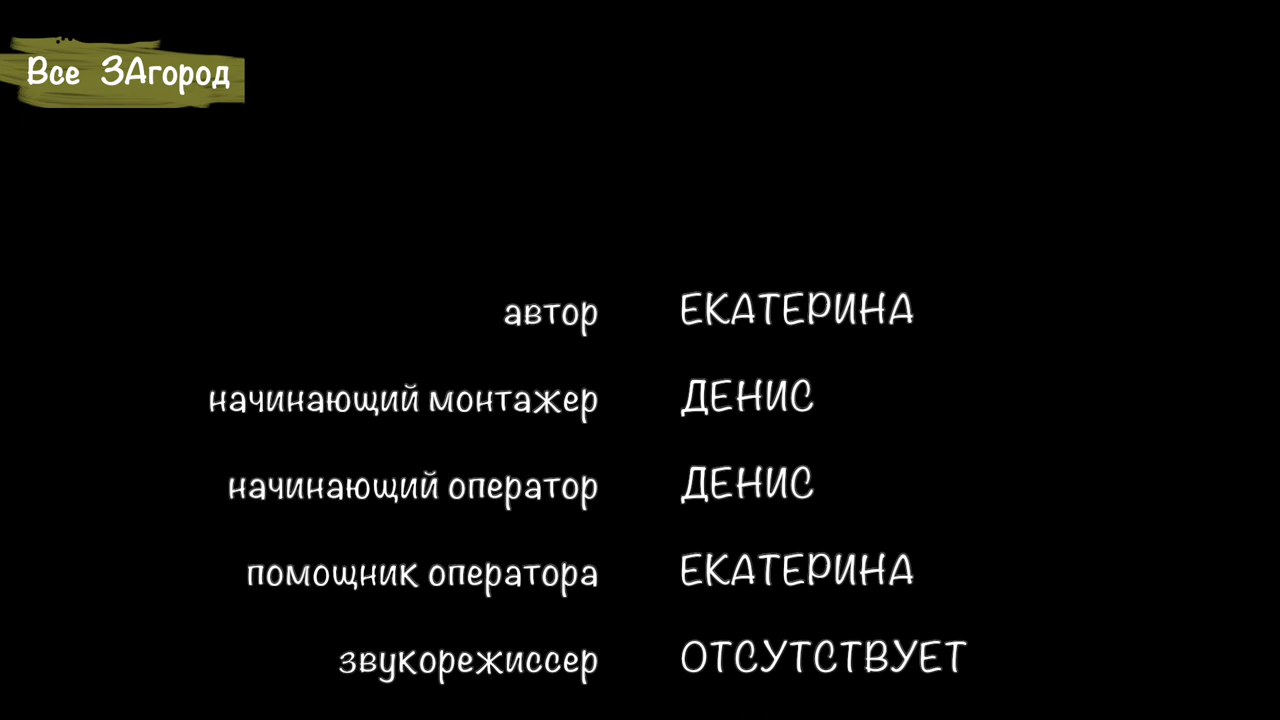 Все ЗАгород
автор ЕКАТЕРИНА
начинающий монтажер ДЕНИС
начинающий оператор ДЕНИС
помощник оператора ЕКАТЕРИНА
звукорежиссер ОТСУТСТВУЕТ